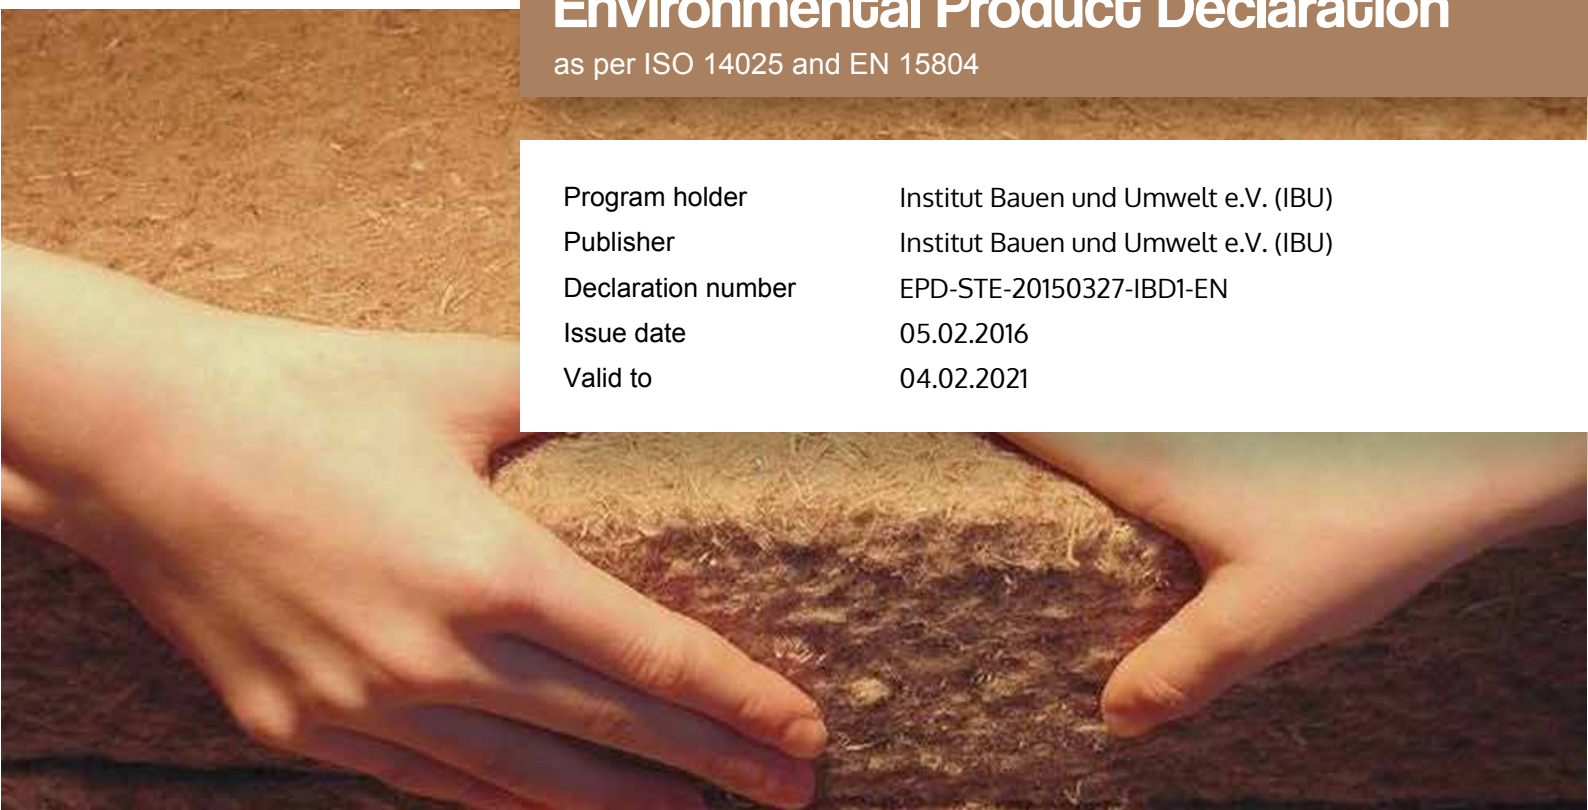 Environmental Product Declaration
as per ISO 14025 and EN 15804
Program holder Institut Bauen und Umwelt e.V. (IBU)
Publisher Institut Bauen und Umwelt e.V. (IBU)
Declaration number EPD-STE-20150327-IBD1-EN
Issue date 05.02.2016
Valid to 04.02.2021